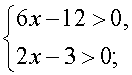 6x − 12 > 0,
2x − 3 > 0;